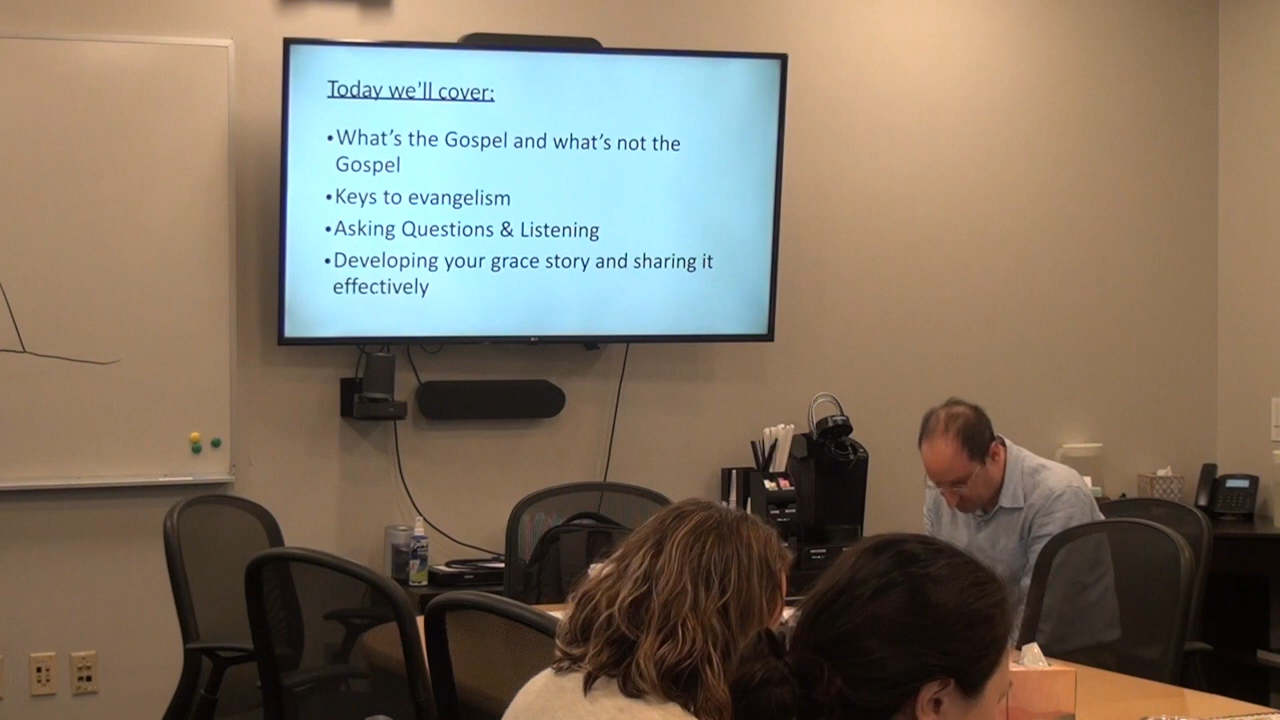 Today we'll cover:
•What's the Gospel and what's not the
Gospel
•Keys to evangelism
•Asking Questions & Listening
•Developing your grace story and sharing it
effectively